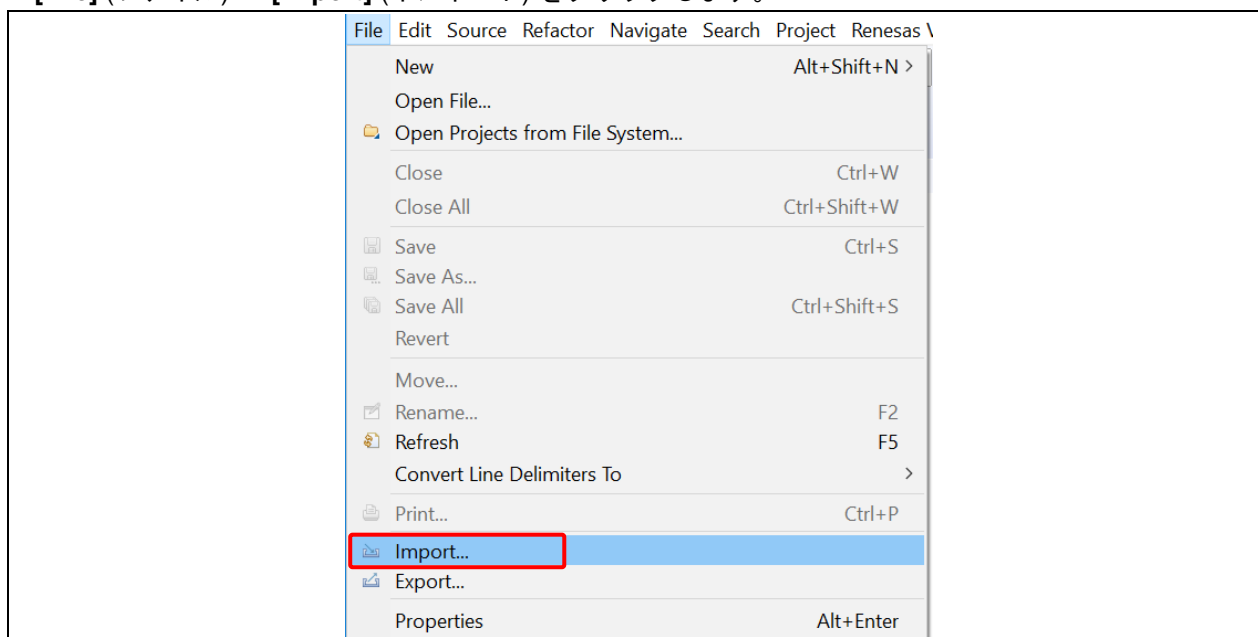 File Edit Source Refactor Navigate Search Project Renesas
New Alt+Shift+N >
Open File...
Open Projects from File System...
Close Ctrl+W
Close All Ctrl+Shift+W
Save Ctrl+S
Save As...
Save All Ctrl+Shift+S
Revert
Move...
Rename... F2
Refresh F5
Convert Line Delimiters To >
Print... Ctrl+P
Import...
Export...
Properties Alt+Enter